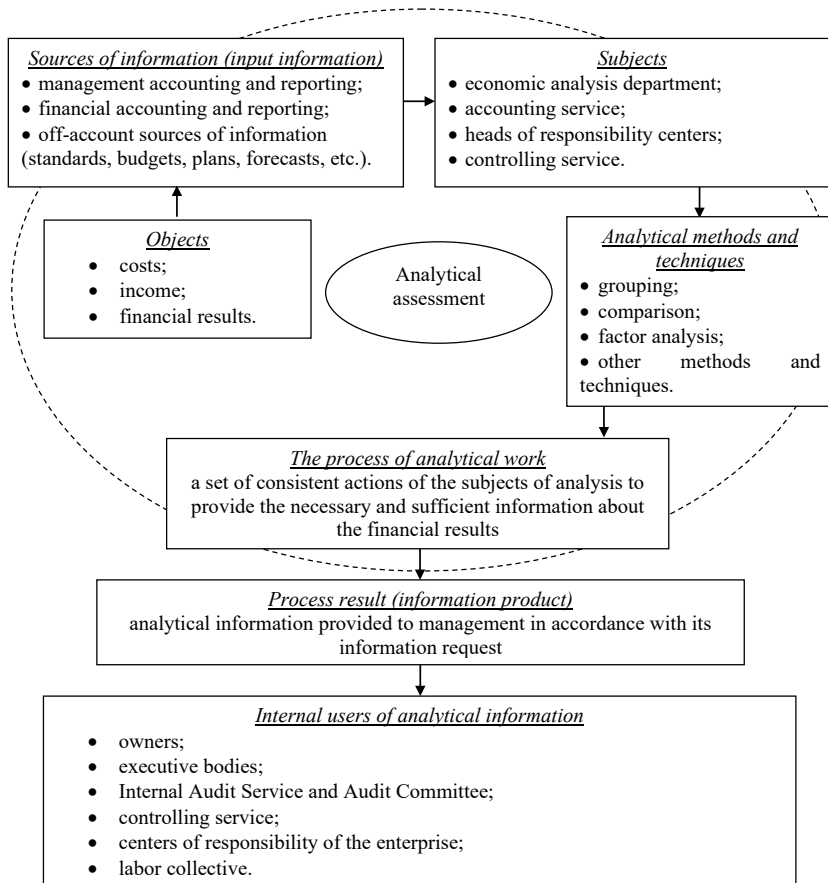 Sources of information (input information)
• management accounting and reporting;
• financial accounting and reporting;
• off-account sources of information
(standards, budgets, plans, forecasts, etc.).
Subjects
• economic analysis department;
• accounting service;
• heads of responsibility centers;
• controlling service.
Objects
• costs;
• income;
• financial results.
Analytical
assessment
Analytical methods and
techniques
• grouping;
• comparison;
• factor analysis;
• other methods and
techniques.
The process of analytical work
a set of consistent actions of the subjects of analysis to
provide the necessary and sufficient information about
the financial results
Process result (information product)
analytical information provided to management in accordance with its
information request
Internal users of analytical information
• owners;
• executive bodies;
• Internal Audit Service and Audit Committee;
• controlling service;
• centers of responsibility of the enterprise;
• labor collective.